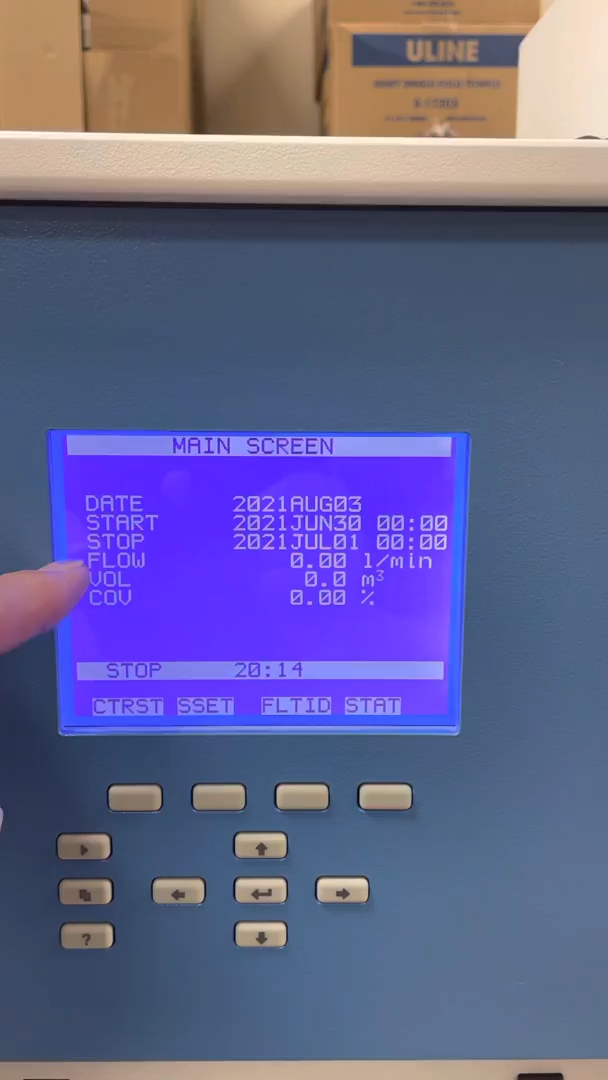 ULINE
MAIN SCREEN
DATE 2021AUG03
START 2021JUN30 00:00
STOP 2021JUL01 00:00
FLOW 0.00 l/min
VOL 0.0 m³
COV 0.00 %
STOP 20:14
CTRST SSET FLTID STAT
?